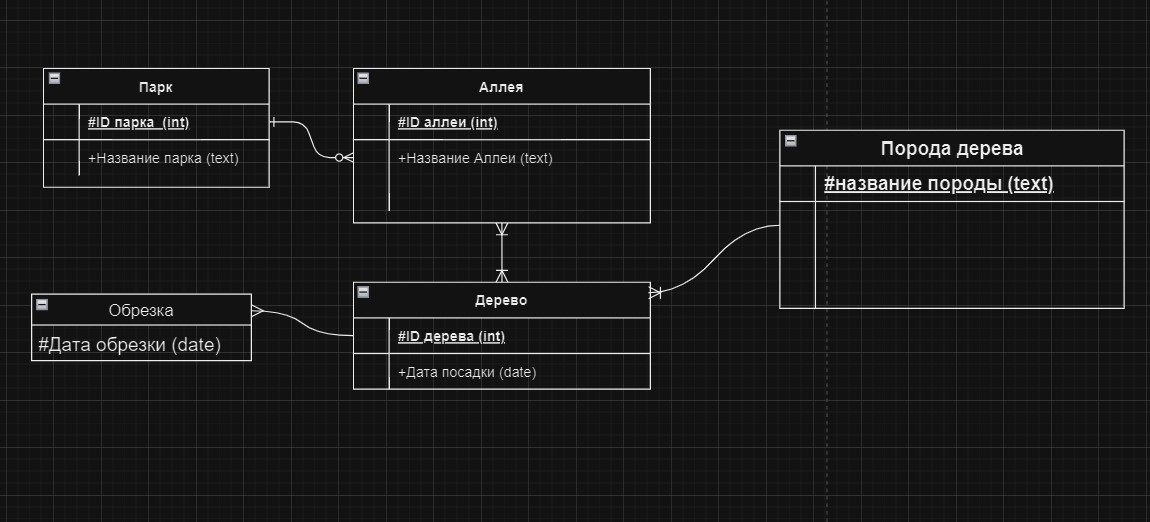 Парк
#ID парка (int)
+Название парка (text)
Аллея
#ID аллеи (int)
+Название Аллеи (text)
Порода дерева
#название породы (text)
Обрезка
#Дата обрезки (date)
Дерево
#ID дерева (int)
+Дата посадки (date)